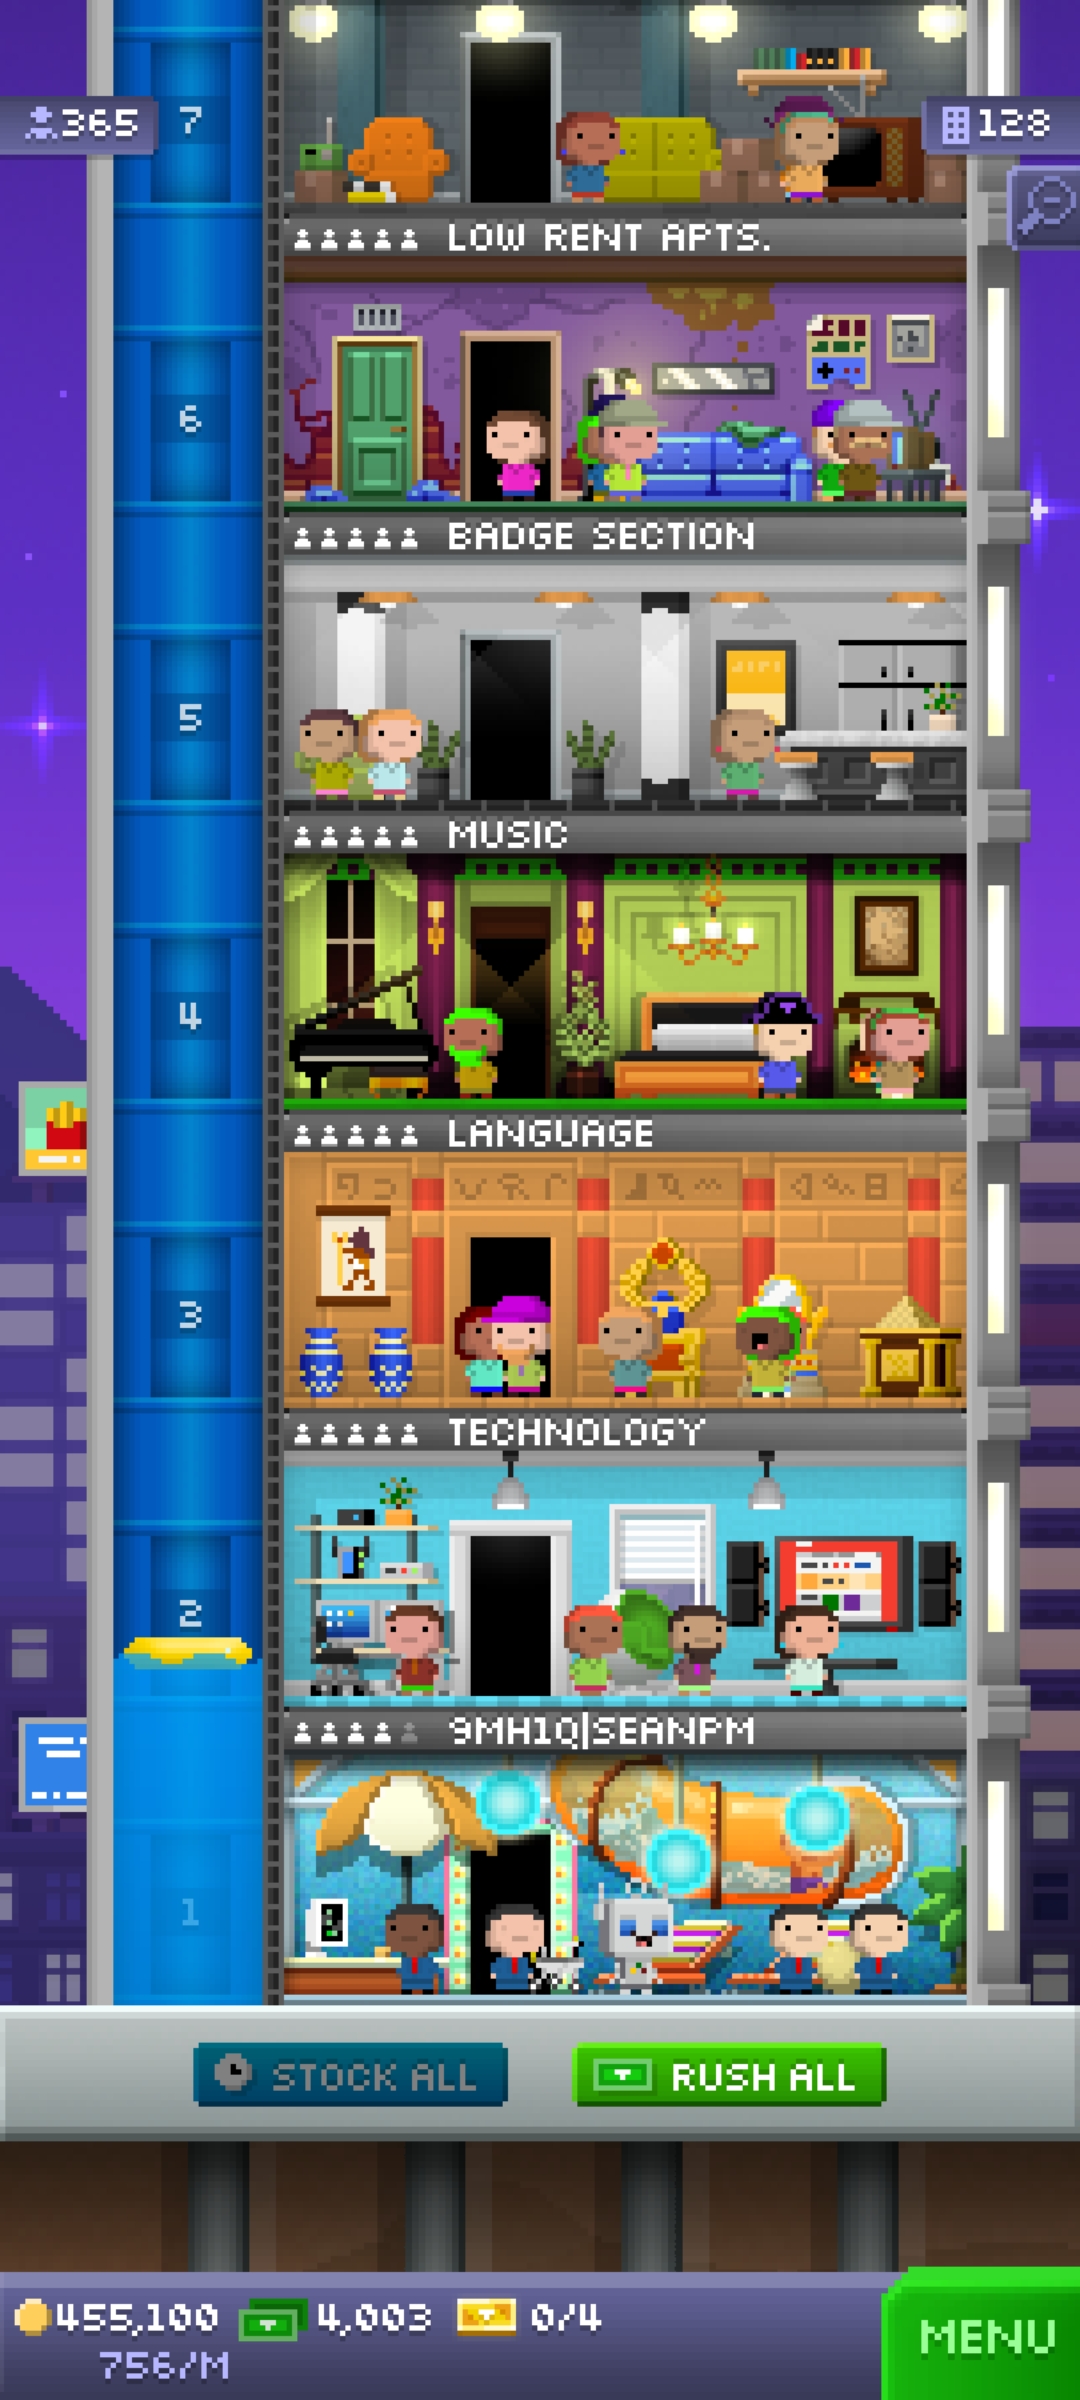 365
7
128
LOW RENT APTS.
6
BADGE SECTION
5
MUSIC
4
LANGUAGE
3
TECHNOLOGY
2
9MH1Q|SEANPM
1
STOCK ALL
RUSH ALL
455,100
4,003
0/4
756/M
MENU